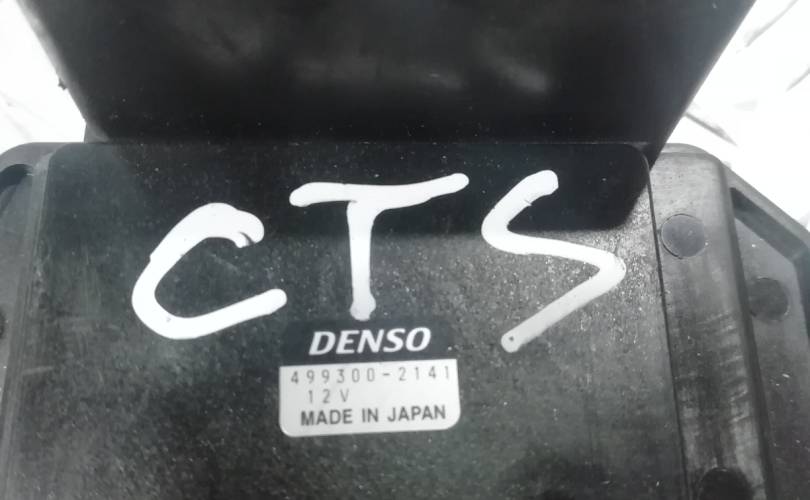 CTS
DENSO
499300-2141
12V
MADE IN JAPAN